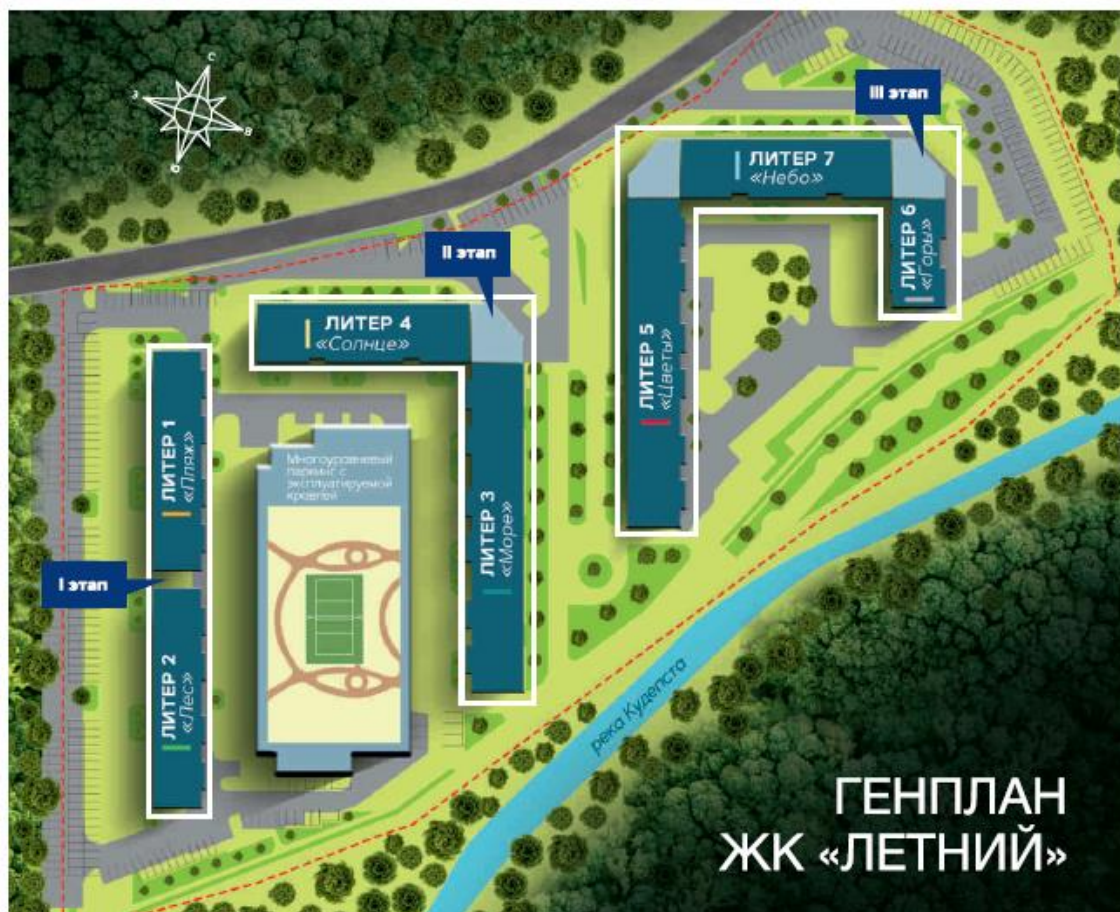 С
З
В
Ю
III этап
ЛИТЕР 7
«Небо»
ЛИТЕР 6
«Горы»
II этап
ЛИТЕР 4
«Солнце»
ЛИТЕР 5
«Цветы»
ЛИТЕР 1
«Пляж»
Многоуровневый
паркинг с
эксплуатируемой
кровлей
ЛИТЕР 3
«Море»
I этап
ЛИТЕР 2
«Лес»
река Кудепста
ГЕНПЛАН
ЖК «ЛЕТНИЙ»